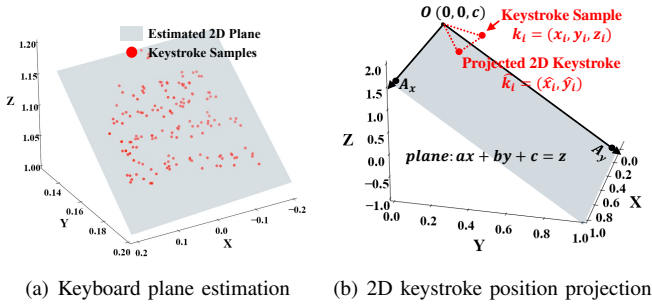 Estimated 2D Plane
Keystroke Samples
1.20
1.15
Z
1.10
1.05
1.00
0.14
0.16
Y
0.18
0.20
0.2
0.1
0.0
X
-0.1
-0.2
(a) Keyboard plane estimation
O (0, 0, c)
Keystroke Sample
k_i = (x_i, y_i, z_i)
Projected 2D Keystroke
k̂_i = (x̂_i, ŷ_i)
2.0
1.5
A_x
1.0
Z
0.5
0.0
-0.5
-1.0
plane: ax + by + c = z
A_y
0.0
0.2
0.4
X
0.6
0.8
1.0
0.0
0.2
0.4
0.6
0.8
1.0
Y
(b) 2D keystroke position projection